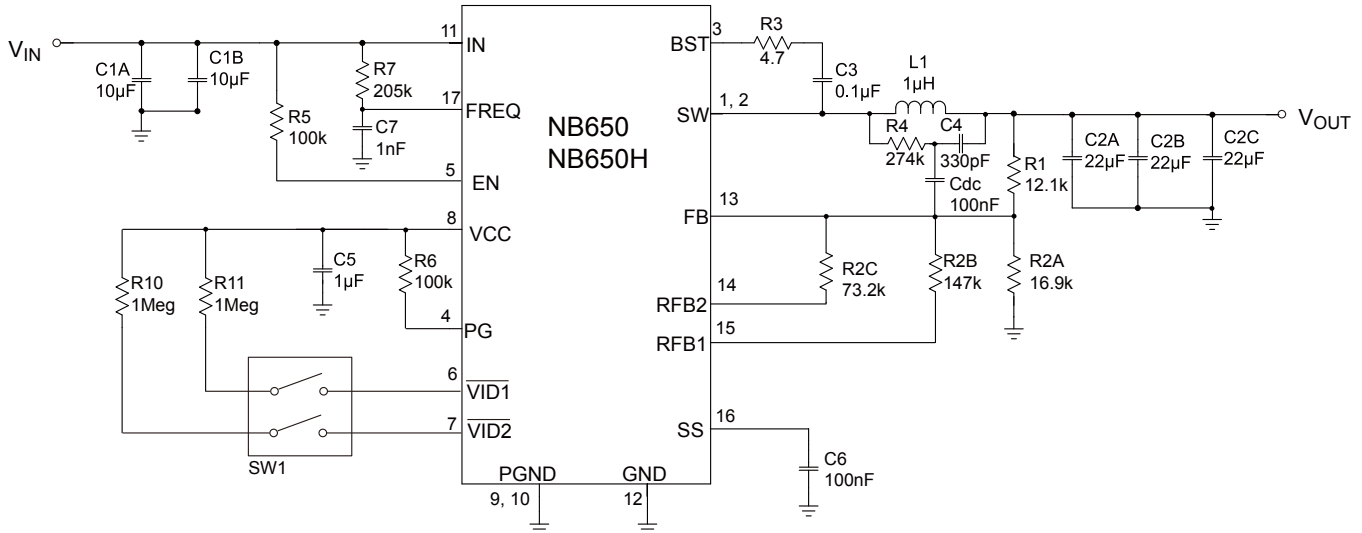 V_IN
C1A
10µF
C1B
10µF
R5
100k
R7
205k
C7
1nF
11
IN
17
FREQ
5
EN
8
VCC
4
PG
6
VID1
7
VID2
R10
1Meg
R11
1Meg
C5
1µF
R6
100k
SW1
NB650
NB650H
PGND
9, 10
GND
12
3
BST
1, 2
SW
13
FB
14
RFB2
15
RFB1
16
SS
R3
4.7
C3
0.1µF
L1
1µH
R4
274k
C4
330pF
Cdc
100nF
R1
12.1k
R2C
73.2k
R2B
147k
R2A
16.9k
C2A
22µF
C2B
22µF
C2C
22µF
V_OUT
C6
100nF